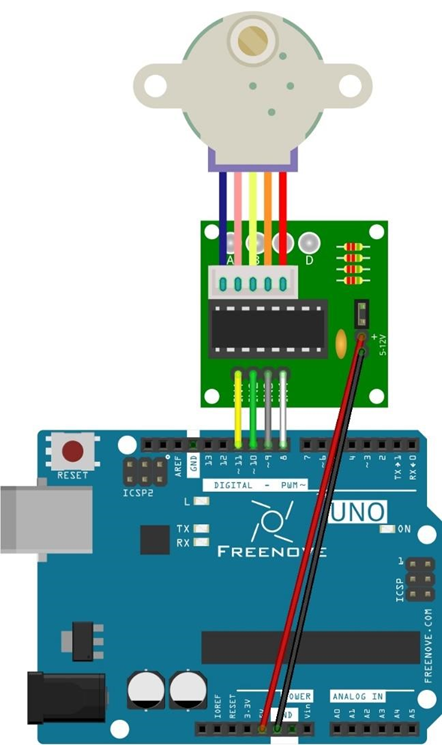 A B D
+
5-12V
RESET
ICSP2
AREF
GND
13
12
~11
~10
~9
8
7
~6
4
~3
2
TX→1
RX←0
DIGITAL - PWM~
L
TX
RX
UNO
ON
FREENOVE
1
ICSP
FREENOVE.COM
IOREF
RESET
3.3V
5V
GND
Vin
POWER
ANALOG IN
A0
A1
A2
A3
A4
A5